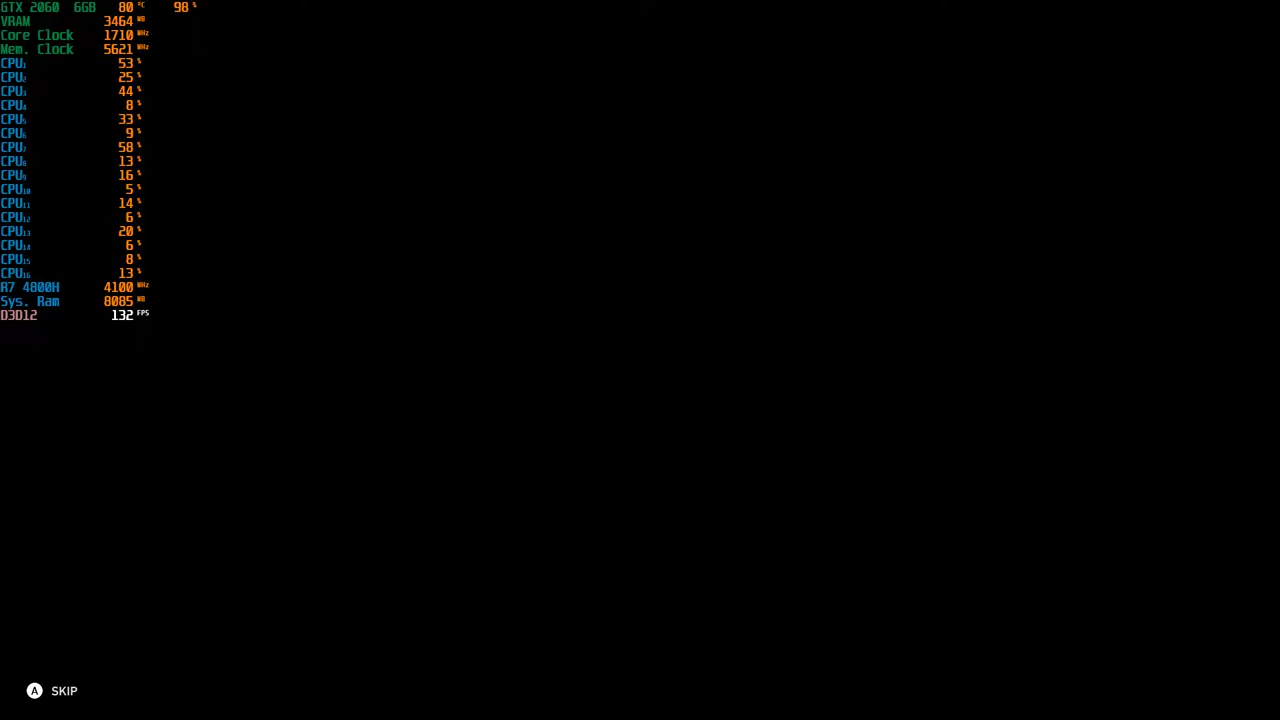 GTX 2060 6GB 80 °C 98 %
VRAM 3464 MB
Core Clock 1710 MHz
Mem. Clock 5621 MHz
CPU1 53 %
CPU2 25 %
CPU3 44 %
CPU4 8 %
CPU5 33 %
CPU6 9 %
CPU7 58 %
CPU8 13 %
CPU9 16 %
CPU10 5 %
CPU11 14 %
CPU12 6 %
CPU13 20 %
CPU14 6 %
CPU15 8 %
CPU16 13 %
R7 4800H 4100 MHz
Sys. Ram 8085 MB
D3D12 132 FPS
A SKIP